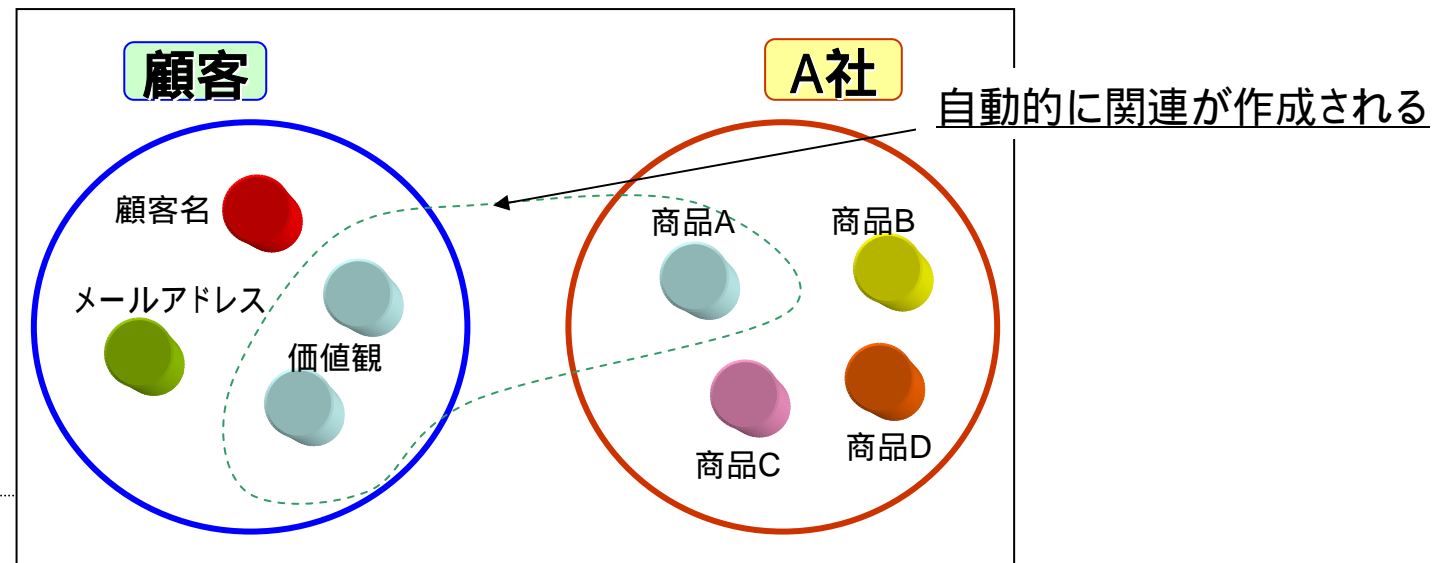 顧客
A社
自動的に関連が作成される
顧客名
メールアドレス
価値観
商品A
商品B
商品C
商品D